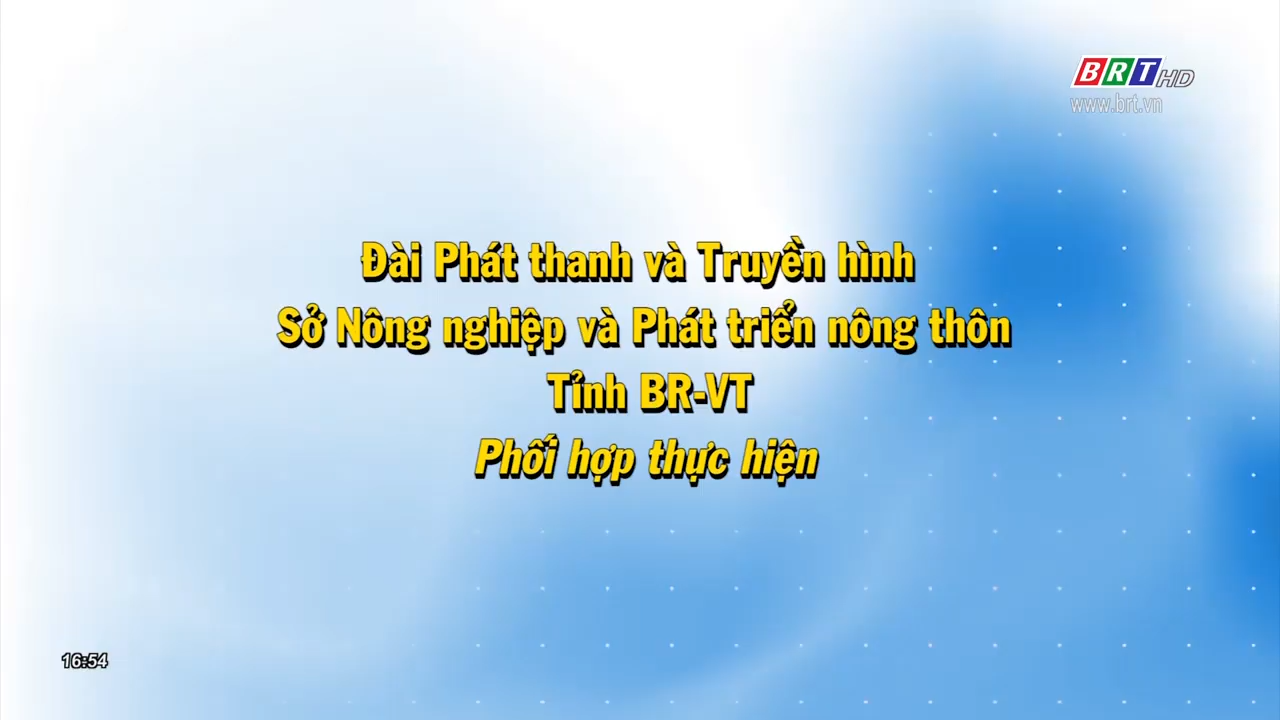 BRT HD
www.brt.vn
Đài Phát thanh và Truyền hình
Sở Nông nghiệp và Phát triển nông thôn
Tỉnh BR-VT
Phối hợp thực hiện
16:54